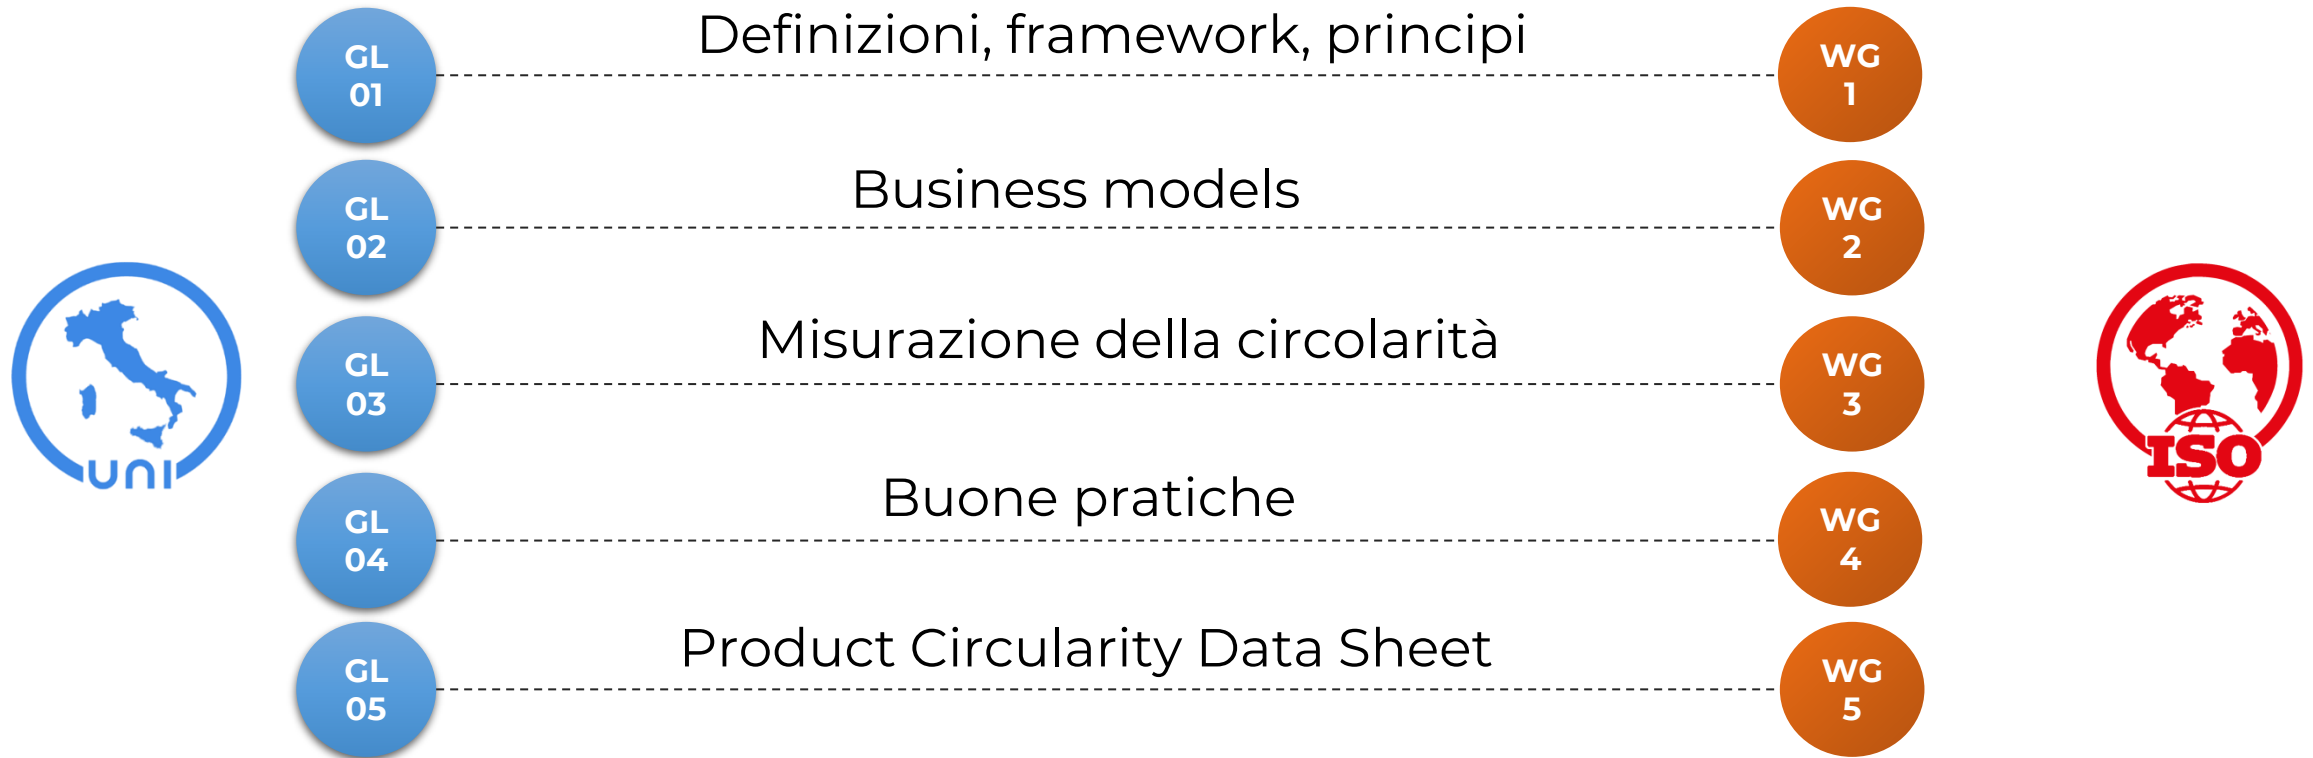 GL
01
Definizioni, framework, principi
WG
1
GL
02
Business models
WG
2
GL
03
Misurazione della circolarità
WG
3
GL
04
Buone pratiche
WG
4
GL
05
Product Circularity Data Sheet
WG
5
UNI
ISO